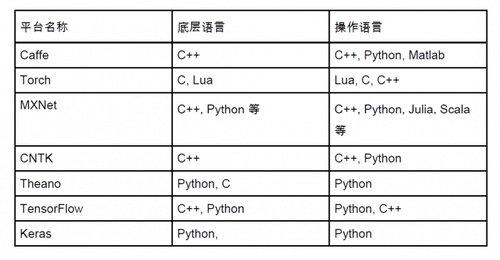 平台名称 底层语言 操作语言
Caffe C++ C++, Python, Matlab
Torch C, Lua Lua, C, C++
MXNet C++, Python 等 C++, Python, Julia, Scala
等
CNTK C++ C++, Python
Theano Python, C Python
TensorFlow C++, Python Python, C++
Keras Python, Python